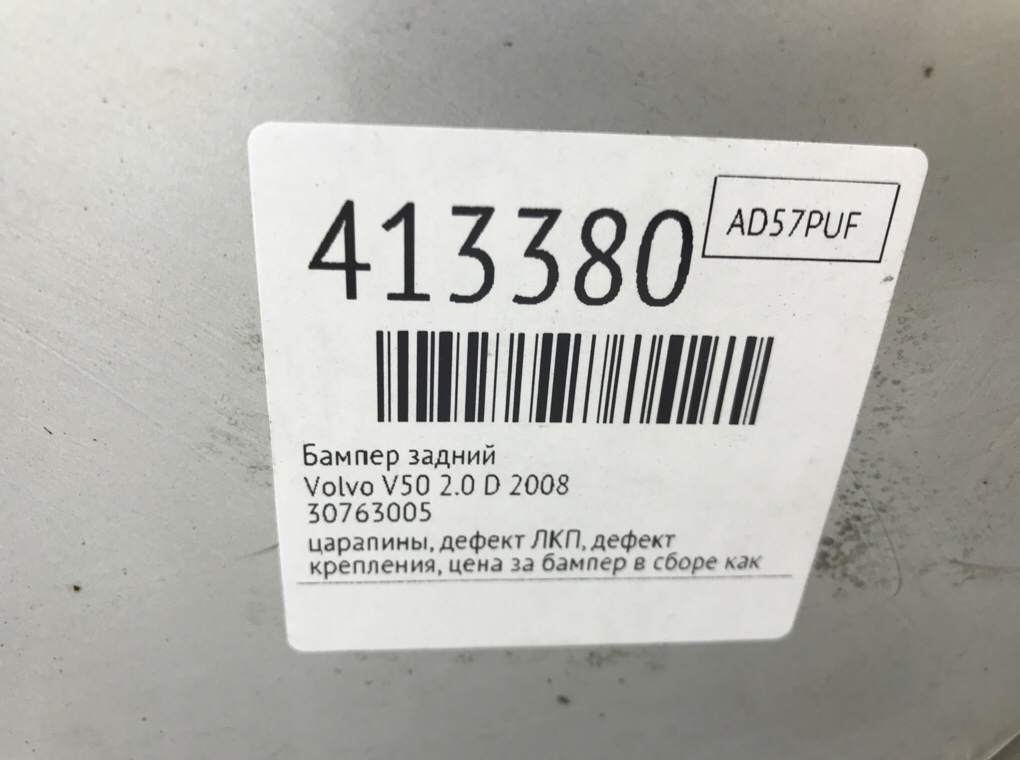 413380
AD57PUF
Бампер задний
Volvo V50 2.0 D 2008
30763005
царапины, дефект ЛКП, дефект
крепления, цена за бампер в сборе как